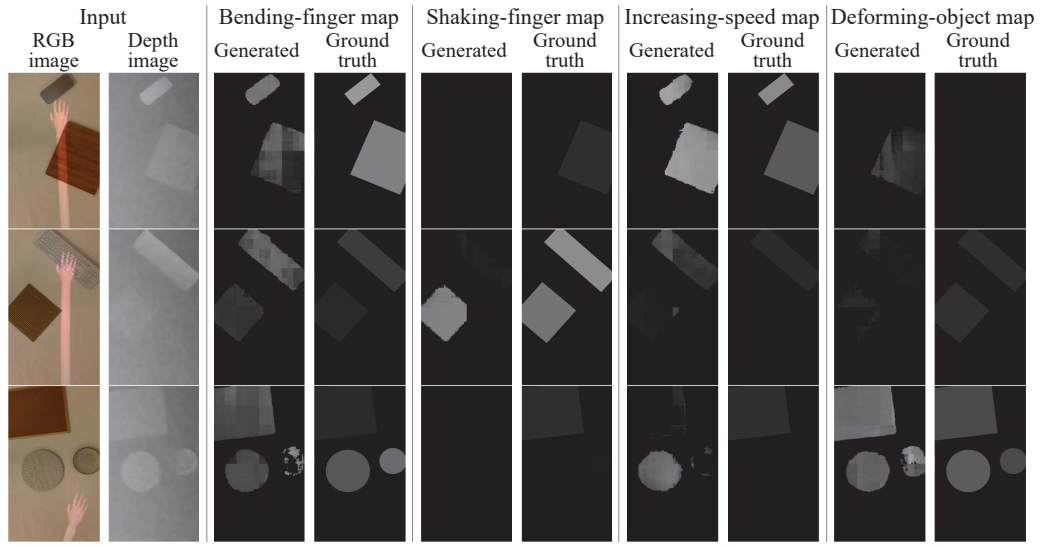 Input
Bending-finger map
Shaking-finger map
Increasing-speed map
Deforming-object map
RGB
image
Depth
image
Generated
Ground
truth
Generated
Ground
truth
Generated
Ground
truth
Generated
Ground
truth